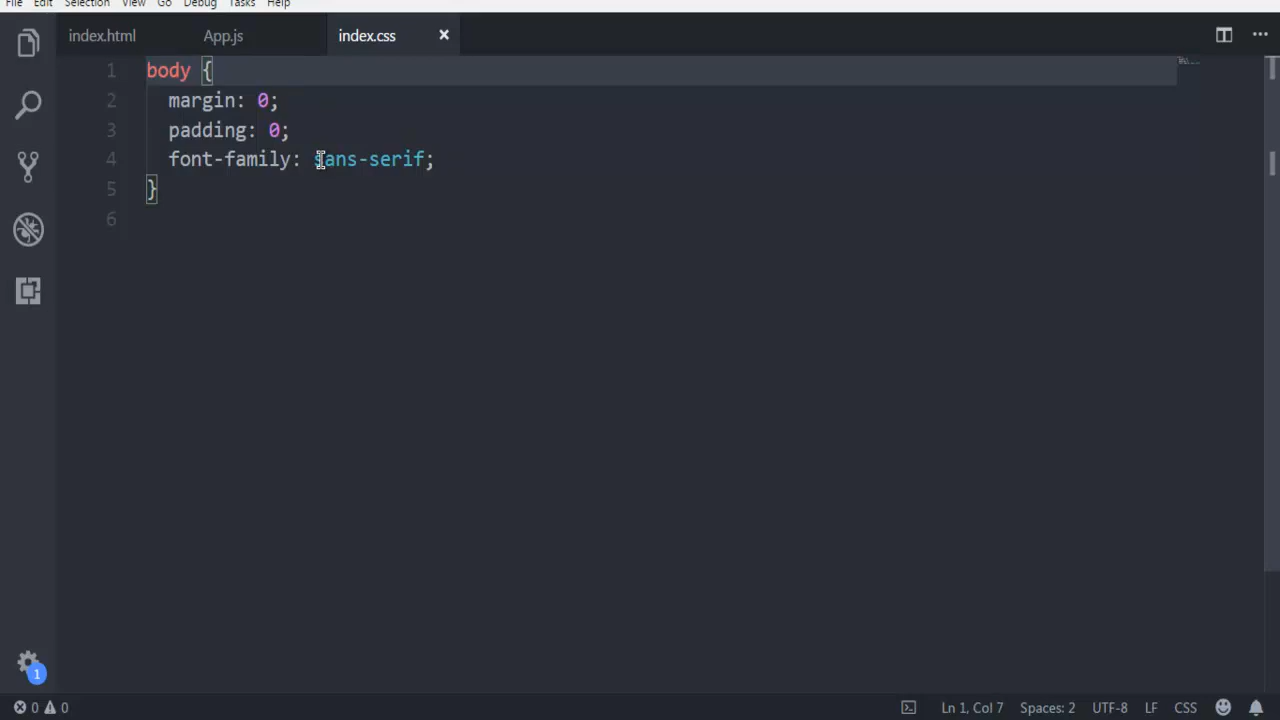 File Edit Selection View Go Debug Tasks Help
index.html App.js index.css
1 body {
2 margin: 0;
3 padding: 0;
4 font-family: sans-serif;
5 }
6
1
0 0 Ln 1, Col 7 Spaces: 2 UTF-8 LF CSS